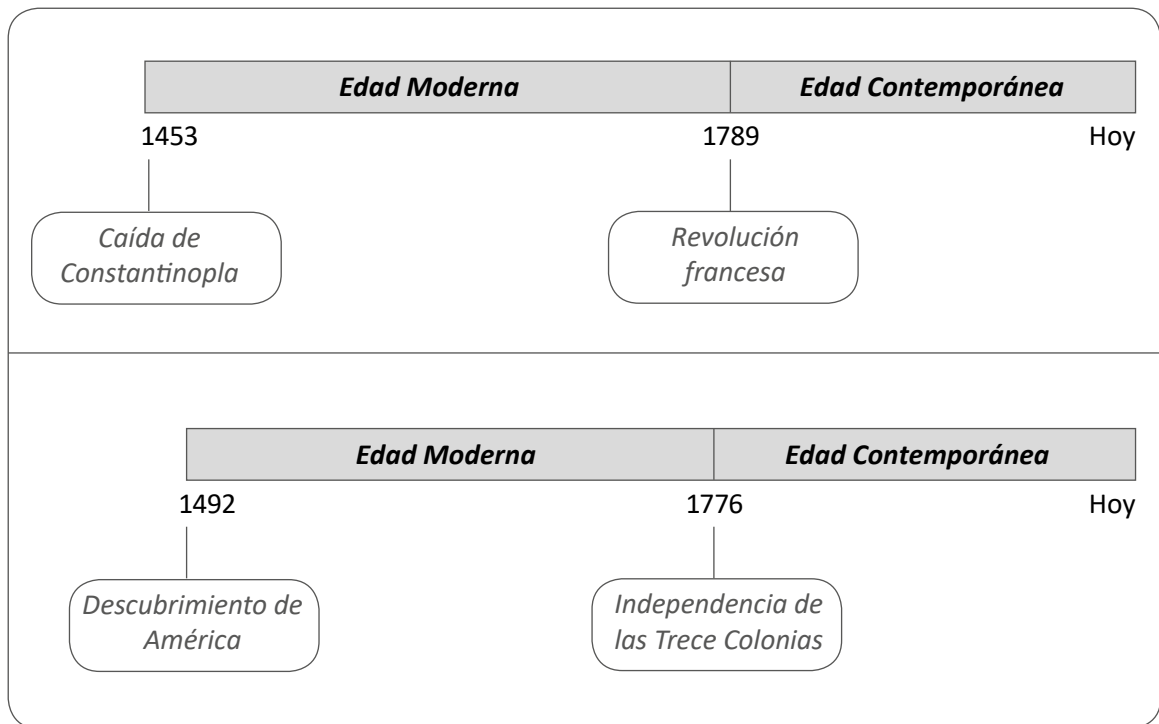 Edad Moderna
Edad Contemporánea
1453
1789
Hoy
Caída de
Constantinopla
Revolución
francesa
Edad Moderna
Edad Contemporánea
1492
1776
Hoy
Descubrimiento de
América
Independencia de
las Trece Colonias